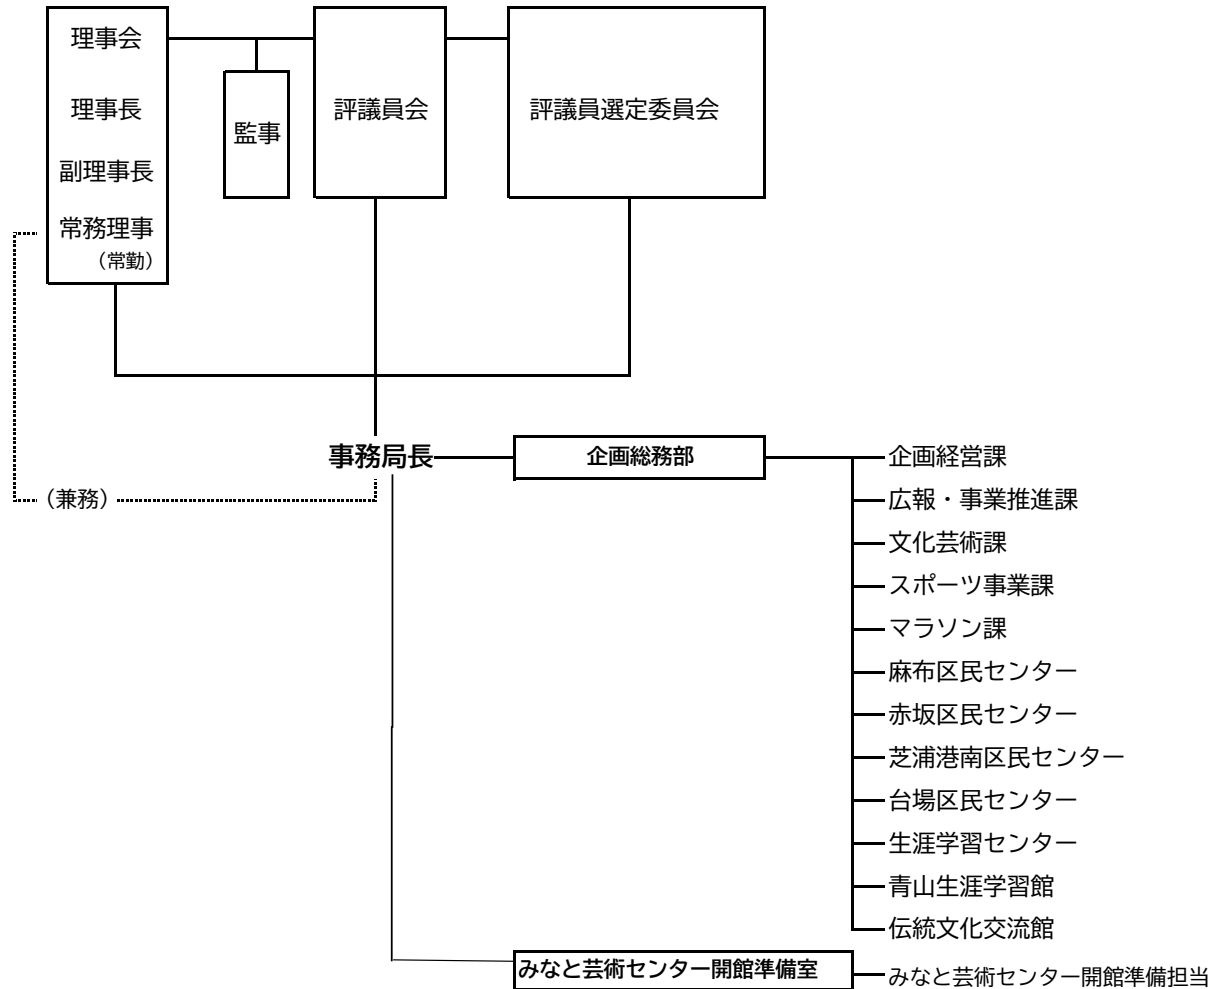 理事会
理事長
副理事長
常務理事
（常勤）
監事
評議員会
評議員選定委員会
事務局長
（兼務）
企画総務部
企画経営課
広報・事業推進課
文化芸術課
スポーツ事業課
マラソン課
麻布区民センター
赤坂区民センター
芝浦港南区民センター
台場区民センター
生涯学習センター
青山生涯学習館
伝統文化交流館
みなと芸術センター開館準備室
みなと芸術センター開館準備担当